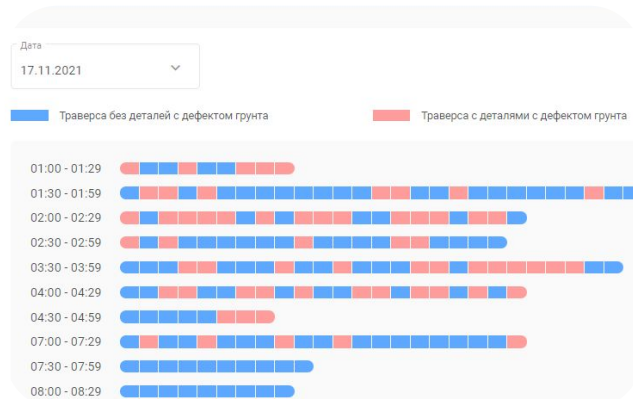 Дата
17.11.2021
Траверса без деталей с дефектом грунта
Траверса с деталями с дефектом грунта
01:00 - 01:29
01:30 - 01:59
02:00 - 02:29
02:30 - 02:59
03:30 - 03:59
04:00 - 04:29
04:30 - 04:59
07:00 - 07:29
07:30 - 07:59
08:00 - 08:29